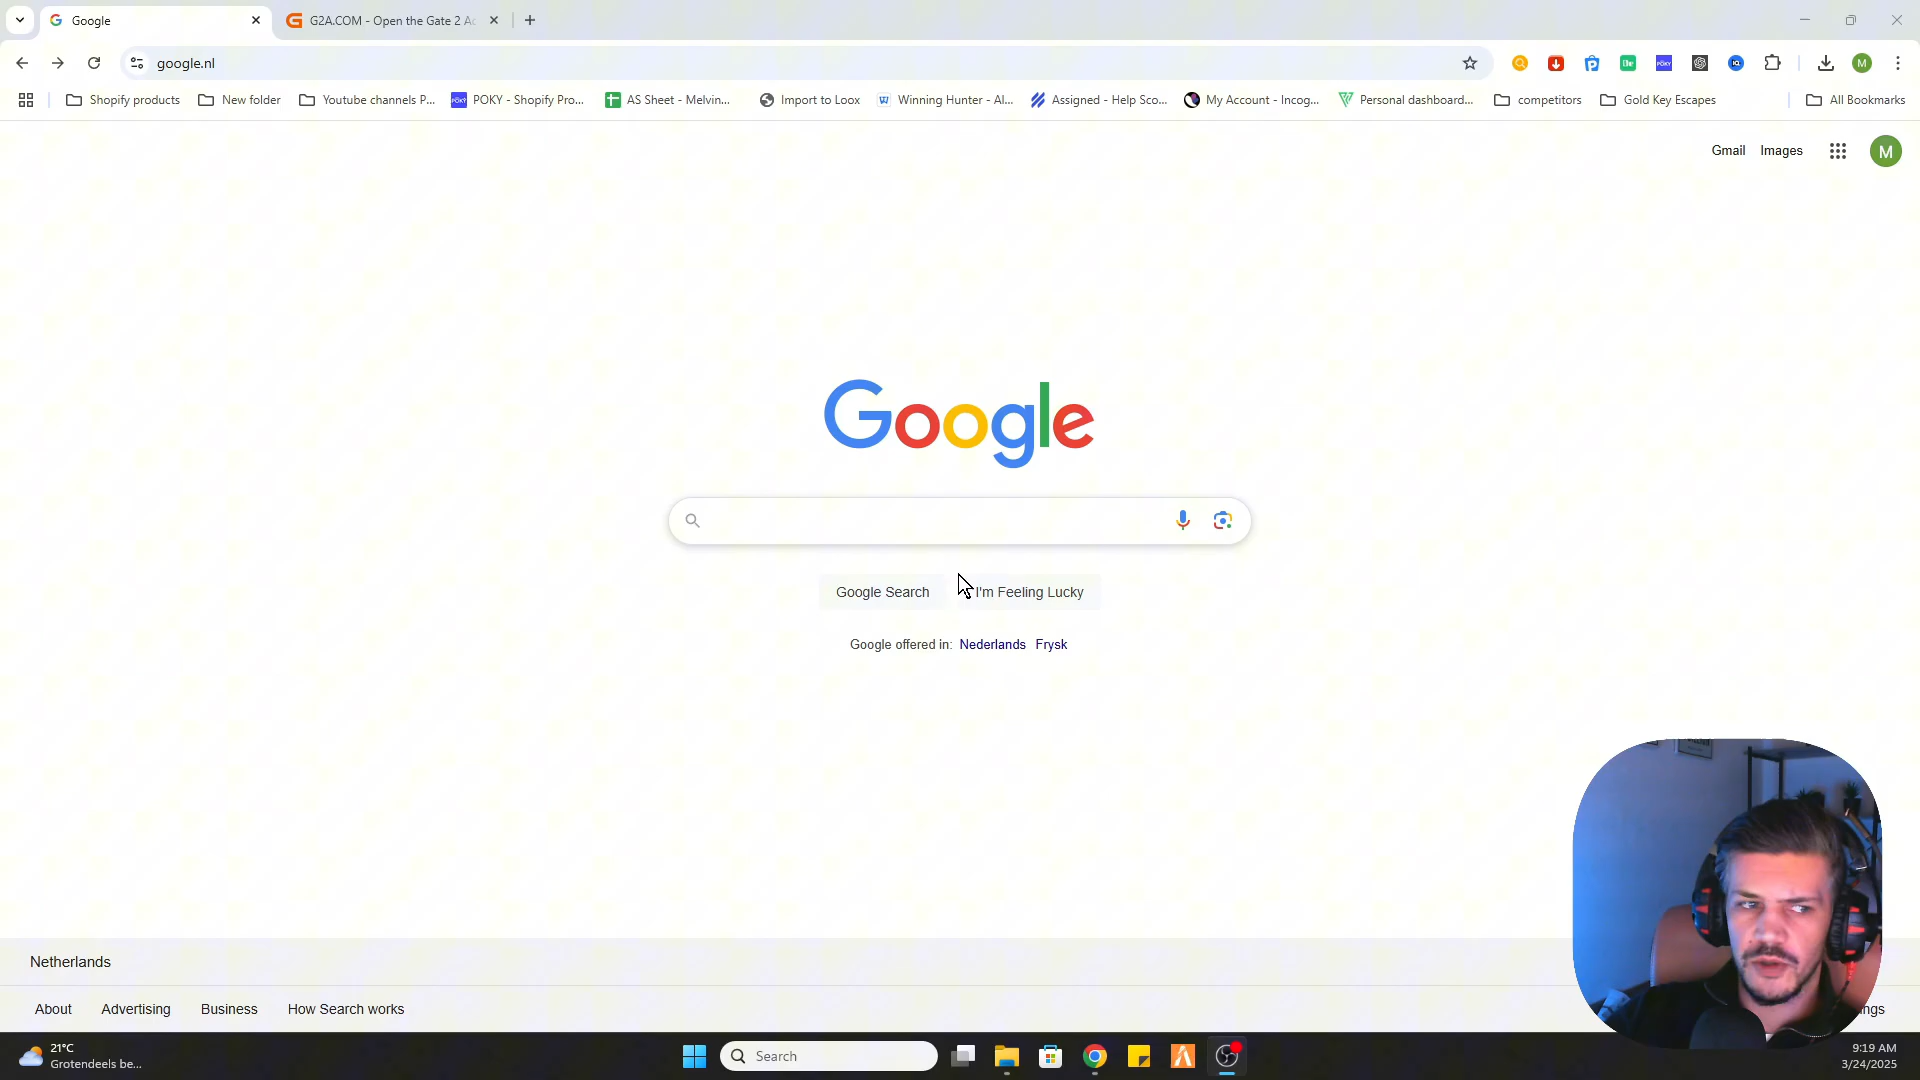 Google
G2A.COM - Open the Gate 2 Ac
google.nl
M
Shopify products
New folder
Youtube channels P...
POKY - Shopify Pro...
AS Sheet - Melvin...
Import to Loox
Winning Hunter - AI...
Assigned - Help Sco...
My Account - Incog...
Personal dashboard...
competitors
Gold Key Escapes
All Bookmarks
Gmail
Images
M
Google
Google Search
I'm Feeling Lucky
Google offered in: Nederlands Frysk
Netherlands
About
Advertising
Business
How Search works
ings
21°C
Grotendeels be...
Search
9:19 AM
3/24/2025